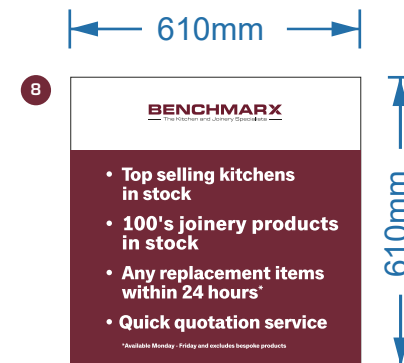 610mm
8
BENCHMARX
The Kitchen and Joinery Specialists
• Top selling kitchens
in stock
• 100's joinery products
in stock
• Any replacement items
within 24 hours*
• Quick quotation service
*Available Monday - Friday and excludes bespoke products
610mm